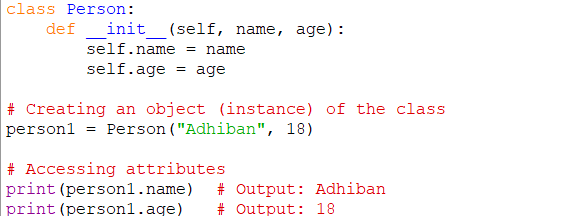 class Person:
    def __init__(self, name, age):
        self.name = name
        self.age = age

# Creating an object (instance) of the class
person1 = Person("Adhiban", 18)

# Accessing attributes
print(person1.name)  # Output: Adhiban
print(person1.age)   # Output: 18